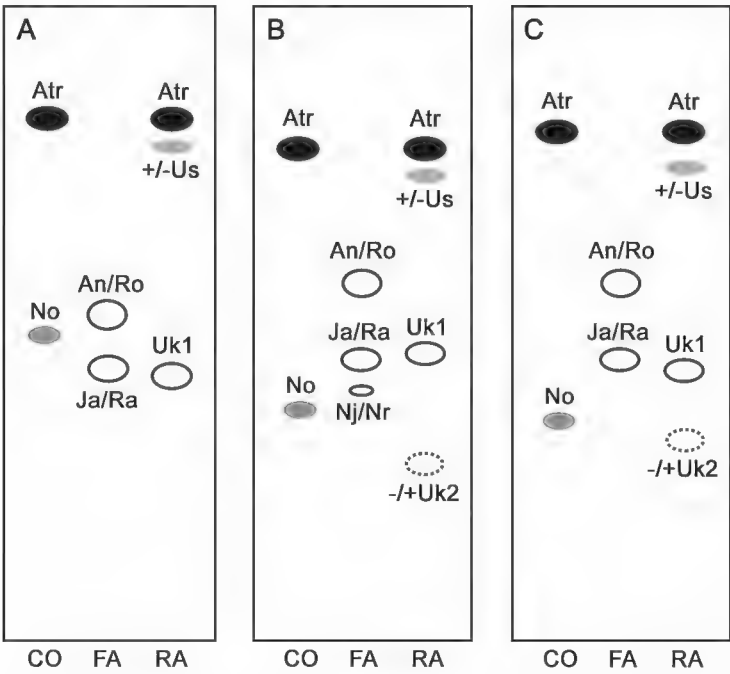 A
Atr
Atr
+/-Us
An/Ro
No
Uk1
Ja/Ra
CO FA RA
B
Atr
Atr
+/-Us
An/Ro
Ja/Ra
Uk1
No
Nj/Nr
-/+Uk2
CO FA RA
C
Atr
Atr
+/-Us
An/Ro
Ja/Ra
Uk1
No
-/+Uk2
CO FA RA